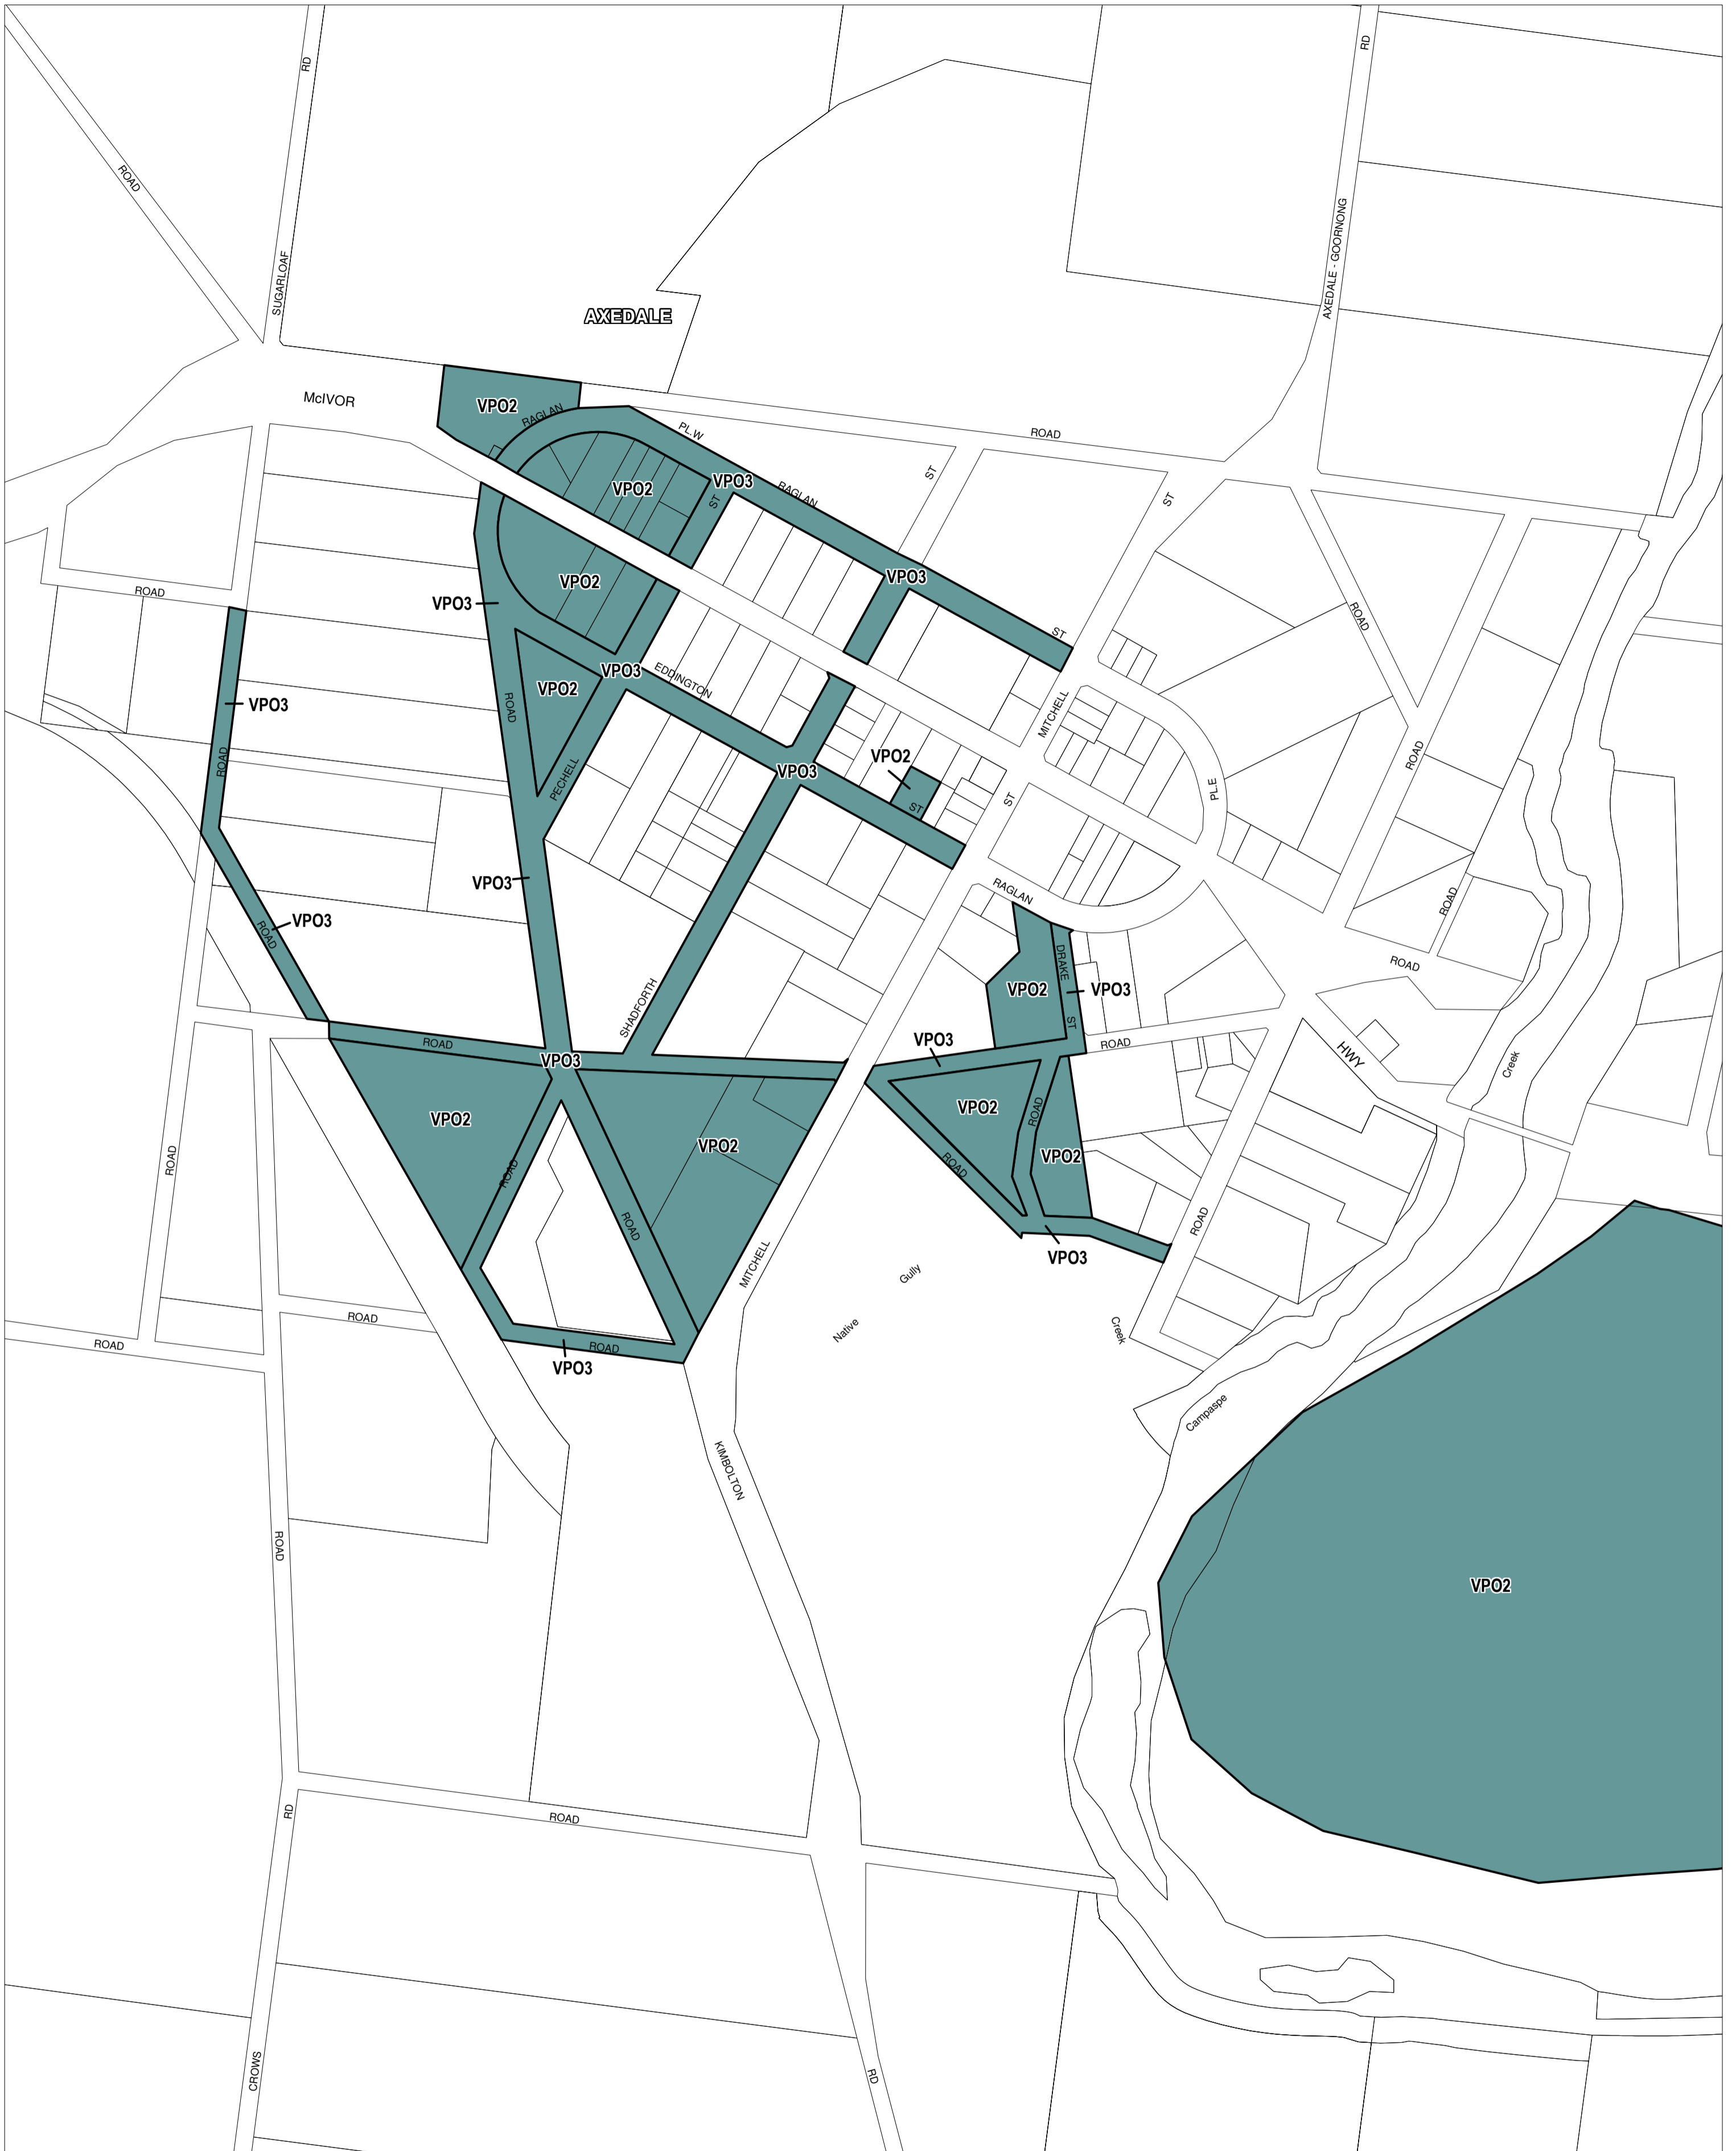 RD
RD
ROAD
AXEDALE - GOORNONG
SUGARLOAF
AXEDALE
McIVOR
VPO2
RAGLAN
PL.W
ROAD
ST
ST
VPO3
VPO2
RAGLAN
ST
VPO3
VPO2
ROAD
VPO3
ROAD
ST
VPO3
EDDINGTON
VPO2
VPO3
ROAD
MITCHELL
ROAD
ROAD
VPO2
VPO3
PECHELL
PLE
ST
ST
VPO3
RAGLAN
ROAD
VPO3
ROAD
DRAKE
ROAD
VPO2
VPO3
SHADFORTH
ST
ROAD
VPO3
ROAD
VPO3
HWY
Creek
VPO2
VPO2
ROAD
VPO2
VPO2
ROAD
ROAD
ROAD
ROAD
ROAD
VPO3
MITCHELL
Gully
Native
Creek
ROAD
ROAD
ROAD
VPO3
Campaspe
KIMBOLTON
ROAD
VPO2
RD
ROAD
CROWS
RD